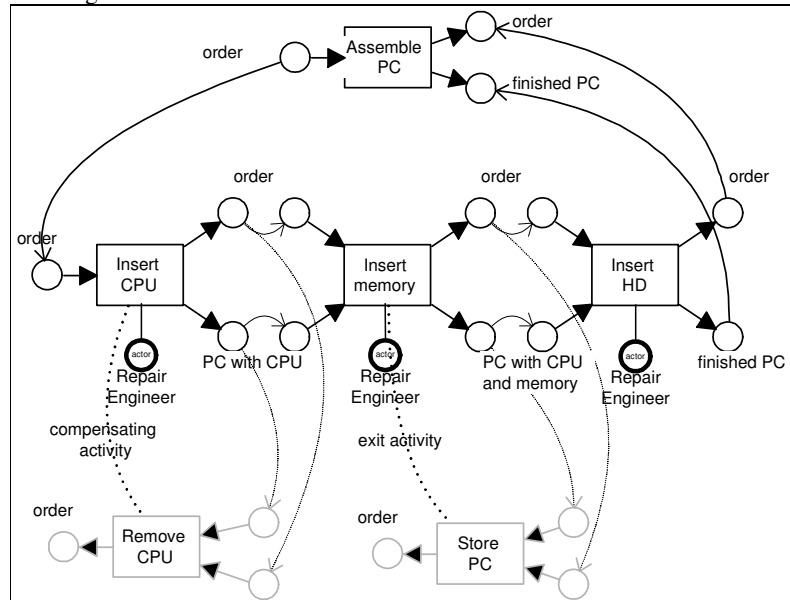 order
order
Assemble
PC
finished PC
order
order
order
order
Insert
CPU
Insert
memory
Insert
HD
PC with CPU
PC with CPU
and memory
finished PC
actor
actor
actor
Repair
Engineer
Repair
Engineer
Repair
Engineer
compensating
activity
exit activity
order
Remove
CPU
order
Store
PC